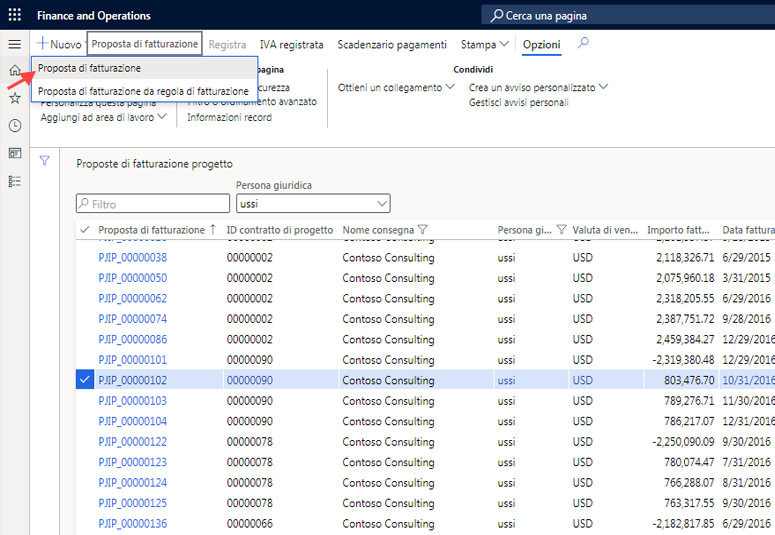 Finance and Operations
Cerca una pagina
Nuovo
Proposta di fatturazione
Registra
IVA registrata
Scadenzario pagamenti
Stampa
Opzioni
Proposta di fatturazione
Proposta di fatturazione da regola di fatturazione
pagina
Condividi
Ottieni un collegamento
Crea un avviso personalizzato
Personalizza questa pagina
Filtro o ordinamento avanzato
Gestisci avvisi personali
Aggiungi ad area di lavoro
Informazioni record
Proposte di fatturazione progetto
Persona giuridica
Filtro
ussi
Proposta di fatturazione ID contratto di progetto Nome consegna Persona gi... Valuta di ven... Importo fatt... Data fattura
PJIP_00000038 00000002 Contoso Consulting ussi USD 2,118,326.71 6/29/2015
PJIP_00000050 00000002 Contoso Consulting ussi USD 2,075,960.18 3/31/2015
PJIP_00000062 00000002 Contoso Consulting ussi USD 2,318,205.55 6/29/2016
PJIP_00000074 00000002 Contoso Consulting ussi USD 2,387,751.72 9/28/2016
PJIP_00000086 00000002 Contoso Consulting ussi USD 2,459,384.27 12/29/2016
PJIP_00000101 00000090 Contoso Consulting ussi USD -2,319,380.48 12/29/2016
PJIP_00000102 00000090 Contoso Consulting ussi USD 803,476.70 10/31/2016
PJIP_00000103 00000090 Contoso Consulting ussi USD 789,276.71 11/30/2016
PJIP_00000104 00000090 Contoso Consulting ussi USD 786,217.07 12/31/2016
PJIP_00000122 00000078 Contoso Consulting ussi USD -2,250,090.09 9/30/2016
PJIP_00000123 00000078 Contoso Consulting ussi USD 780,074.47 7/31/2016
PJIP_00000124 00000078 Contoso Consulting ussi USD 766,288.07 8/31/2016
PJIP_00000125 00000078 Contoso Consulting ussi USD 763,317.55 9/30/2016
PJIP_00000136 00000066 Contoso Consulting ussi USD -2,182,817.85 6/29/2016